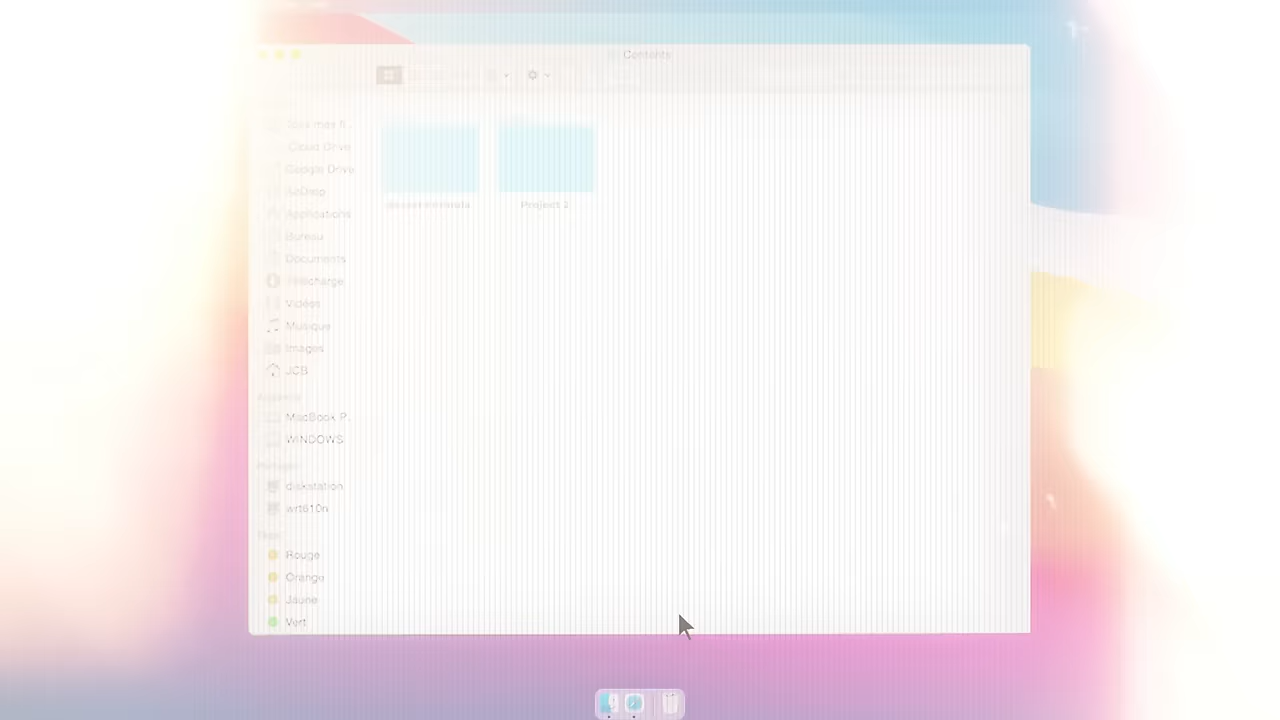 Contents
Cloud Drive
Google Drive
AirDrop
Applications
Bureau
Documents
Vidéos
Musique
Images
JCB
MacBook P...
WINDOWS
diskstation
wrt610n
Rouge
Orange
Jaune
Vert
Project 2